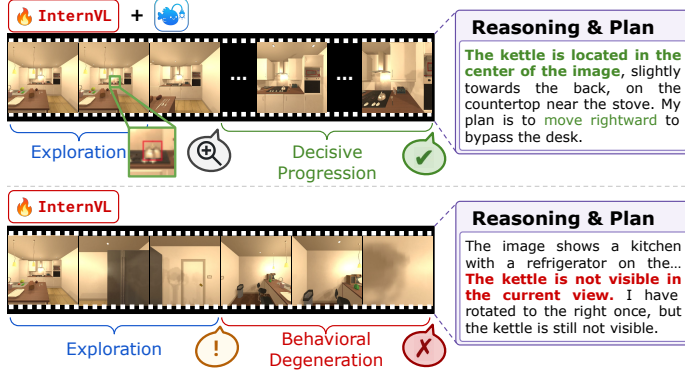 InternVL +
Reasoning & Plan
The kettle is located in the
center of the image, slightly
towards the back, on the
countertop near the stove. My
plan is to move rightward to
bypass the desk.
...
...
Exploration
Decisive
Progression
✔
InternVL
Reasoning & Plan
The image shows a kitchen
with a refrigerator on the…
The kettle is not visible in
the current view. I have
rotated to the right once, but
the kettle is still not visible.
Exploration
!
Behavioral
Degeneration
✗